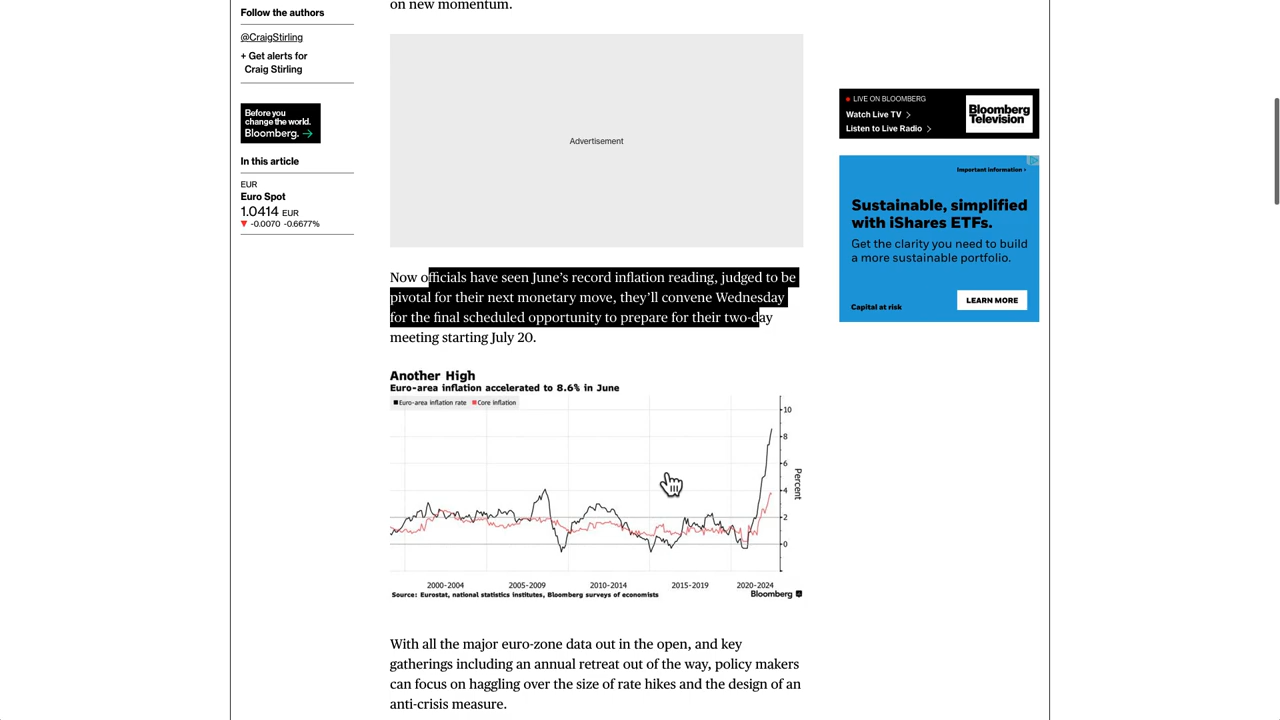 Follow the authors
@CraigStirling
+ Get alerts for
Craig Stirling
Before you
change the world.
Bloomberg. →
In this article
EUR
Euro Spot
1.0414 EUR
▼ -0.0070 -0.6677%
on new momentum.
Advertisement
Now officials have seen June’s record inflation reading, judged to be
pivotal for their next monetary move, they’ll convene Wednesday
for the final scheduled opportunity to prepare for their two-day
meeting starting July 20.
Another High
Euro-area inflation accelerated to 8.6% in June
Euro-area inflation rate Core inflation
10
8
6
4
2
0
Percent
2000-2004 2005-2009 2010-2014 2015-2019 2020-2024
Source: Eurostat, national statistics institutes, Bloomberg surveys of economists
Bloomberg
With all the major euro-zone data out in the open, and key
gatherings including an annual retreat out of the way, policy makers
can focus on haggling over the size of rate hikes and the design of an
anti-crisis measure.
LIVE ON BLOOMBERG
Watch Live TV >
Listen to Live Radio >
Bloomberg
Television
Important information ›
Sustainable, simplified
with iShares ETFs.
Get the clarity you need to build
a more sustainable portfolio.
Capital at risk
LEARN MORE